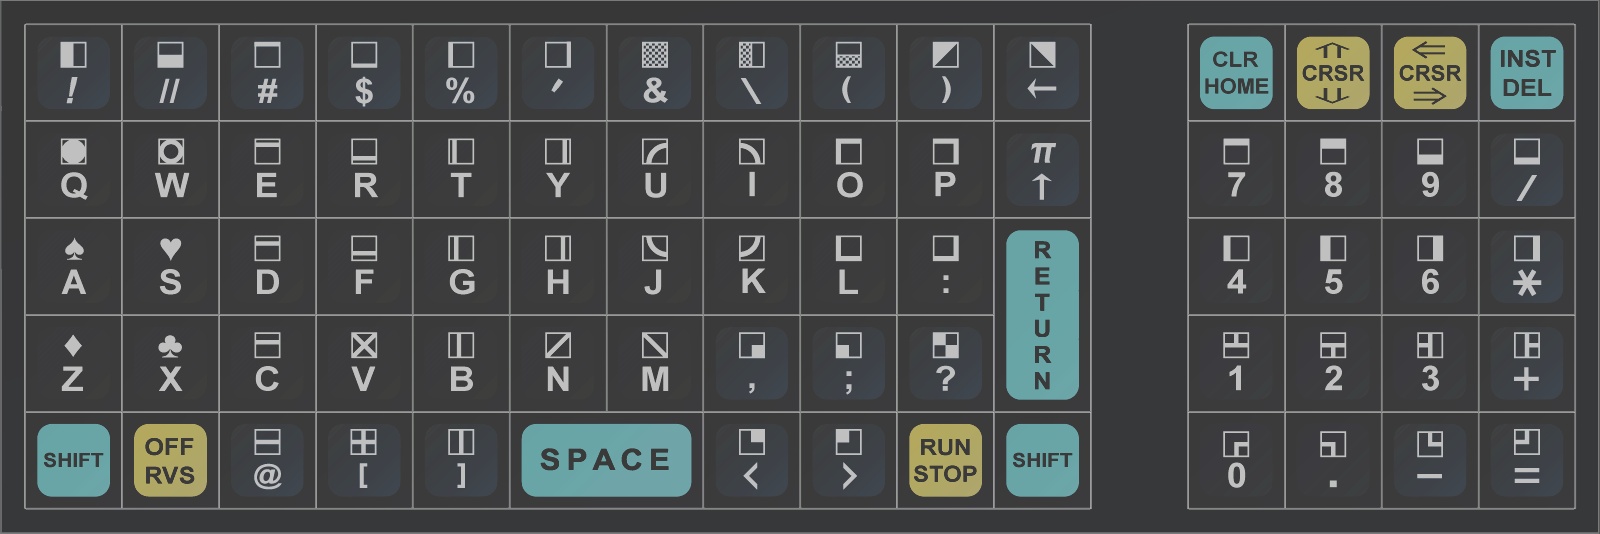 ! // # $ % ′ & \ ( ) ←
CLR HOME
⇑ CRSR ⇓
⇐ CRSR ⇒
INST DEL
Q W E R T Y U I O P π ↑
7 8 9 /
♠ A ♥ S D F G H J K L :
RETURN
4 5 6 *
♦ Z ♣ X C V B N M , ; ?
1 2 3 +
SHIFT
OFF RVS
@ [ ]
SPACE
< >
RUN STOP
SHIFT
0 . − =